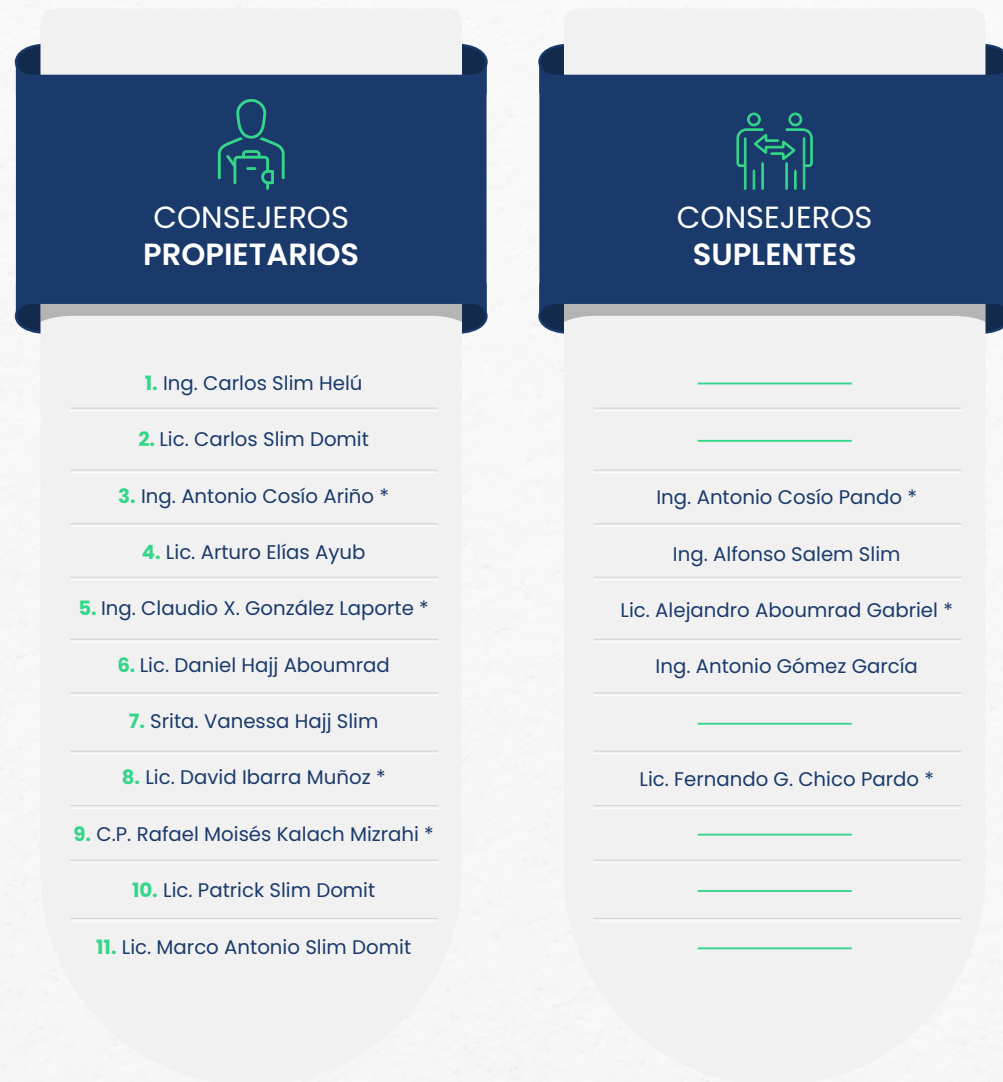 CONSEJEROS
PROPIETARIOS
1. Ing. Carlos Slim Helú
2. Lic. Carlos Slim Domit
3. Ing. Antonio Cosío Ariño *
4. Lic. Arturo Elías Ayub
5. Ing. Claudio X. González Laporte *
6. Lic. Daniel Hajj Aboumrad
7. Srita. Vanessa Hajj Slim
8. Lic. David Ibarra Muñoz *
9. C.P. Rafael Moisés Kalach Mizrahi *
10. Lic. Patrick Slim Domit
11. Lic. Marco Antonio Slim Domit
CONSEJEROS
SUPLENTES
Ing. Antonio Cosío Pando *
Ing. Alfonso Salem Slim
Lic. Alejandro Aboumrad Gabriel *
Ing. Antonio Gómez García
Lic. Fernando G. Chico Pardo *